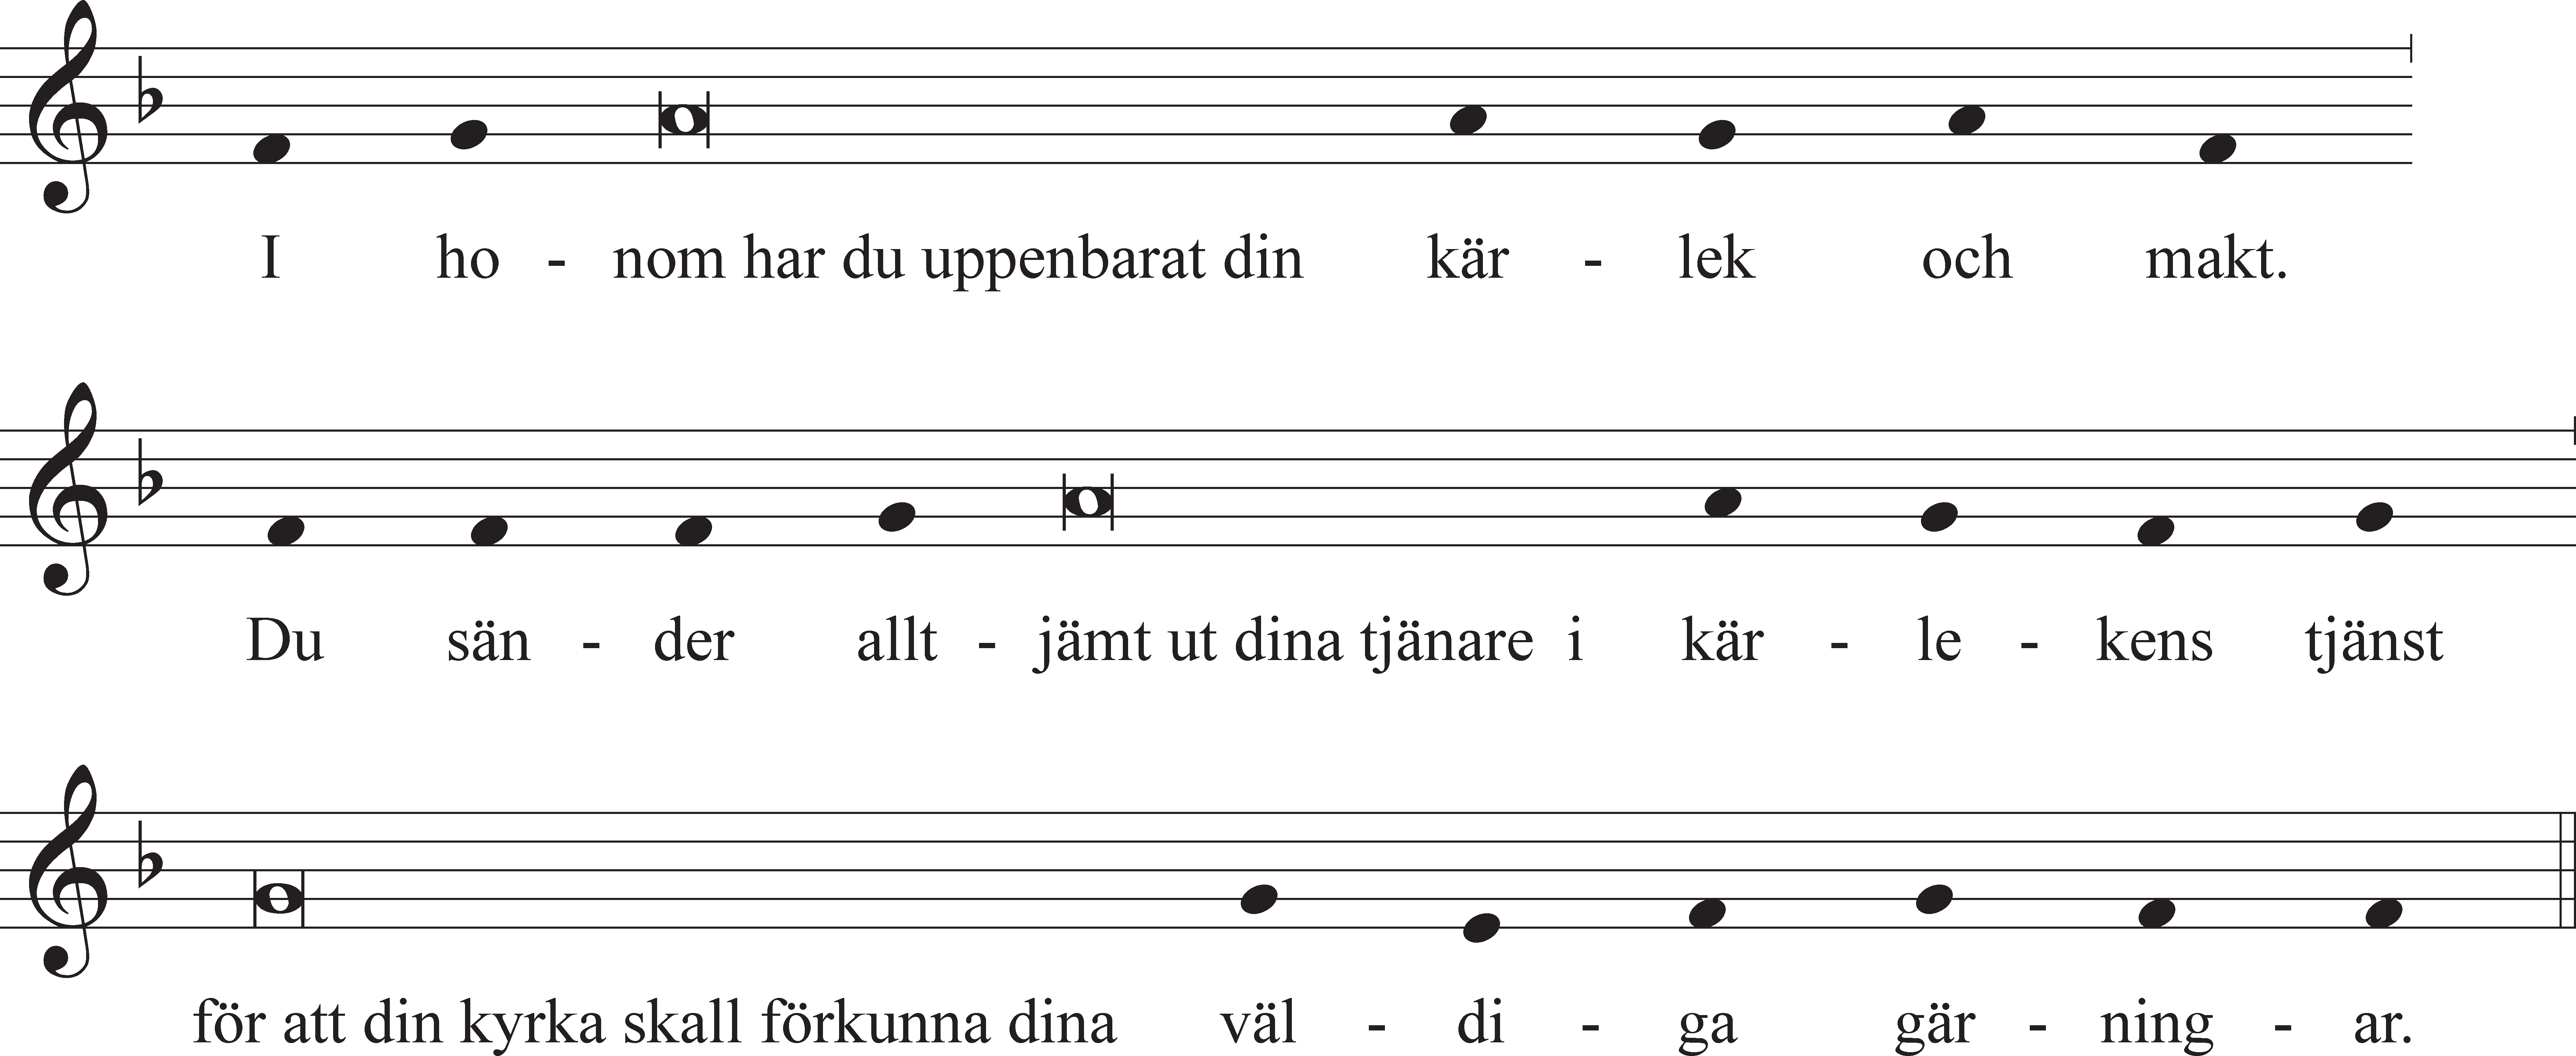 I ho - nom har du uppenbarat din kär - lek och makt.
Du sän - der allt - jämt ut dina tjänare i kär - le - kens tjänst
för att din kyrka skall förkunna dina väl - di - ga gär - ning - ar.